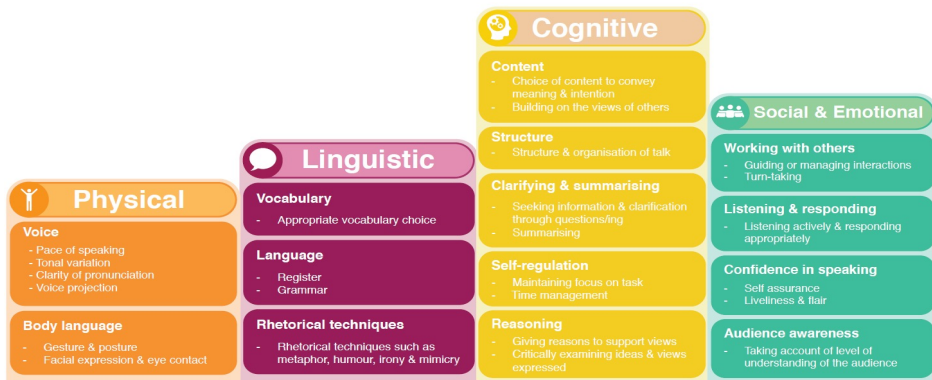 Physical
Voice
- Pace of speaking
- Tonal variation
- Clarity of pronunciation
- Voice projection
Body language
- Gesture & posture
- Facial expression & eye contact
Linguistic
Vocabulary
- Appropriate vocabulary choice
Language
- Register
- Grammar
Rhetorical techniques
- Rhetorical techniques such as
metaphor, humour, irony & mimicry
Cognitive
Content
- Choice of content to convey
meaning & intention
- Building on the views of others
Structure
- Structure & organisation of talk
Clarifying & summarising
- Seeking information & clarification
through questions/ing
- Summarising
Self-regulation
- Maintaining focus on task
- Time management
Reasoning
- Giving reasons to support views
- Critically examining ideas & views
expressed
Social & Emotional
Working with others
- Guiding or managing interactions
- Turn-taking
Listening & responding
- Listening actively & responding
appropriately
Confidence in speaking
- Self assurance
- Liveliness & flair
Audience awareness
- Taking account of level of
understanding of the audience